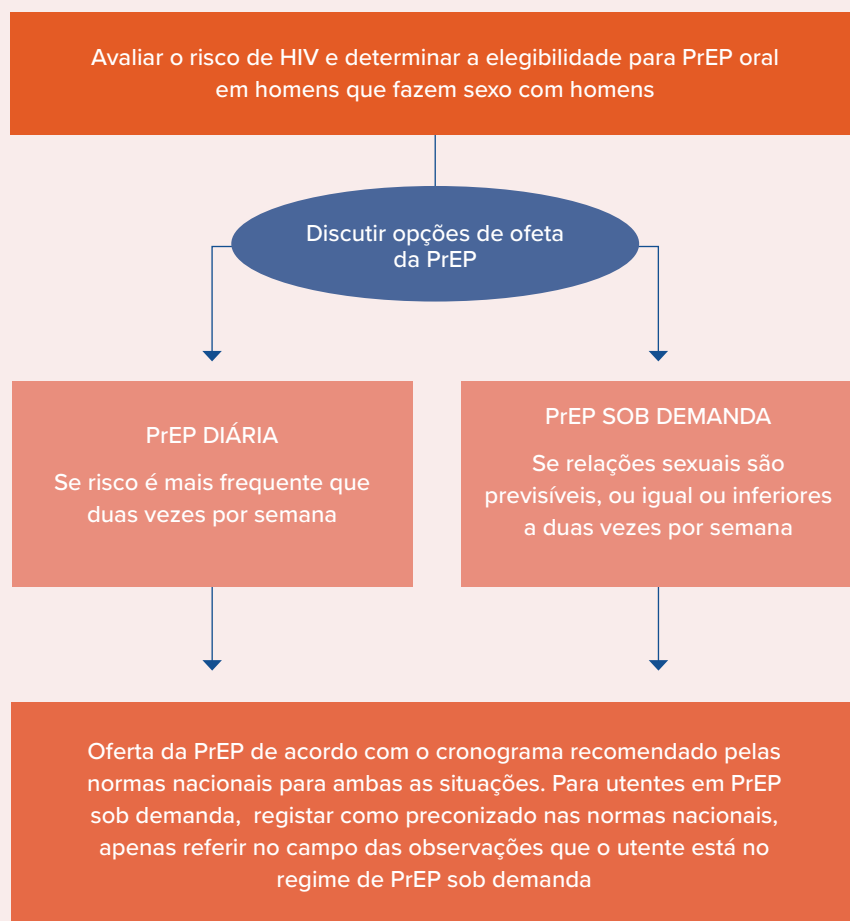 Avaliar o risco de HIV e determinar a elegibilidade para PrEP oral
em homens que fazem sexo com homens
Discutir opções de ofeta
da PrEP
PrEP DIÁRIA
Se risco é mais frequente que
duas vezes por semana
PrEP SOB DEMANDA
Se relações sexuais são
previsíveis, ou igual ou inferiores
a duas vezes por semana
Oferta da PrEP de acordo com o cronograma recomendado pelas
normas nacionais para ambas as situações. Para utentes em PrEP
sob demanda, registar como preconizado nas normas nacionais,
apenas referir no campo das observações que o utente está no
regime de PrEP sob demanda